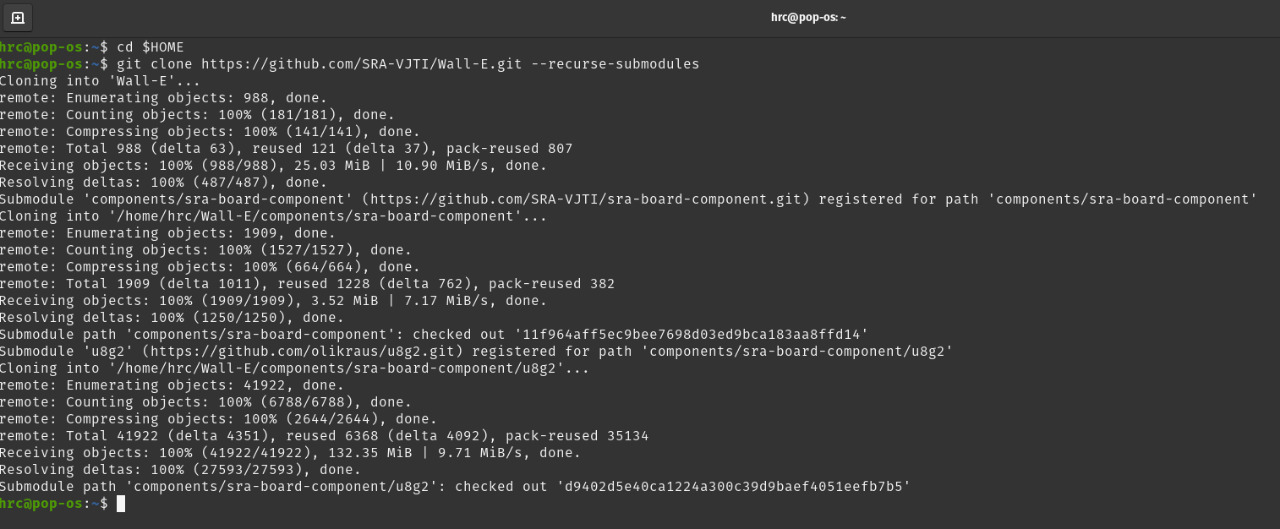 hrc@pop-os: ~
hrc@pop-os:~$ cd $HOME
hrc@pop-os:~$ git clone https://github.com/SRA-VJTI/Wall-E.git --recurse-submodules
Cloning into 'Wall-E'...
remote: Enumerating objects: 988, done.
remote: Counting objects: 100% (181/181), done.
remote: Compressing objects: 100% (141/141), done.
remote: Total 988 (delta 63), reused 121 (delta 37), pack-reused 807
Receiving objects: 100% (988/988), 25.03 MiB | 10.90 MiB/s, done.
Resolving deltas: 100% (487/487), done.
Submodule 'components/sra-board-component' (https://github.com/SRA-VJTI/sra-board-component.git) registered for path 'components/sra-board-component'
Cloning into '/home/hrc/Wall-E/components/sra-board-component'...
remote: Enumerating objects: 1909, done.
remote: Counting objects: 100% (1527/1527), done.
remote: Compressing objects: 100% (664/664), done.
remote: Total 1909 (delta 1011), reused 1228 (delta 762), pack-reused 382
Receiving objects: 100% (1909/1909), 3.52 MiB | 7.17 MiB/s, done.
Resolving deltas: 100% (1250/1250), done.
Submodule path 'components/sra-board-component': checked out '11f964aff5ec9bee7698d03ed9bca183aa8ffd14'
Submodule 'u8g2' (https://github.com/olikraus/u8g2.git) registered for path 'components/sra-board-component/u8g2'
Cloning into '/home/hrc/Wall-E/components/sra-board-component/u8g2'...
remote: Enumerating objects: 41922, done.
remote: Counting objects: 100% (6788/6788), done.
remote: Compressing objects: 100% (2644/2644), done.
remote: Total 41922 (delta 4351), reused 6368 (delta 4092), pack-reused 35134
Receiving objects: 100% (41922/41922), 132.35 MiB | 9.71 MiB/s, done.
Resolving deltas: 100% (27593/27593), done.
Submodule path 'components/sra-board-component/u8g2': checked out 'd9402d5e40ca1224a300c39d9baef4051eefb7b5'
hrc@pop-os:~$